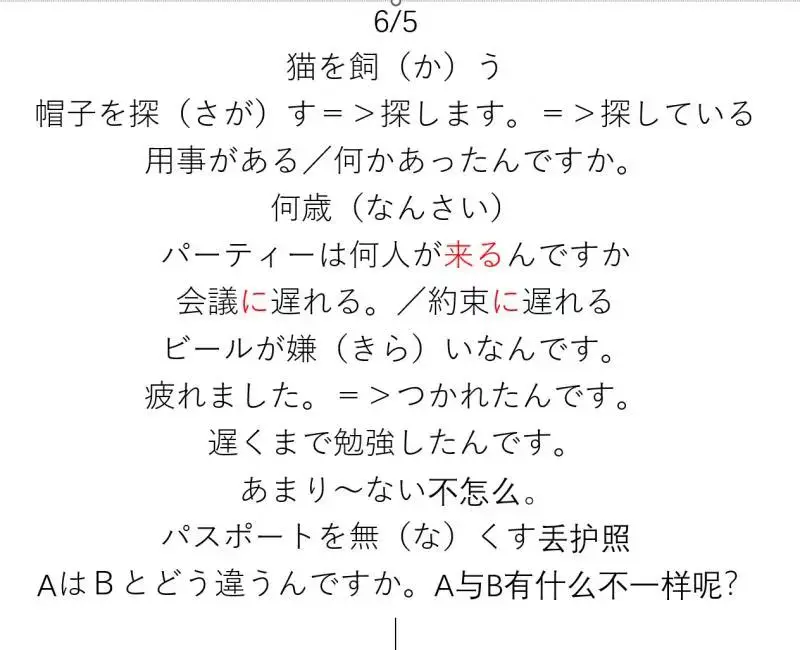 6/5
猫を飼（か）う
帽子を探（さが）す＝＞探します。＝＞探している
用事がある／何かあったんですか。
何歳（なんさい）
パーティーは何人が来るんですか
会議に遅れる。／約束に遅れる
ビールが嫌（きら）いなんです。
疲れました。＝＞つかれたんです。
遅くまで勉強したんです。
あまり～ない不怎么。
パスポートを無（な）くす丢护照
AはＢとどう違うんですか。A与B有什么不一样呢？